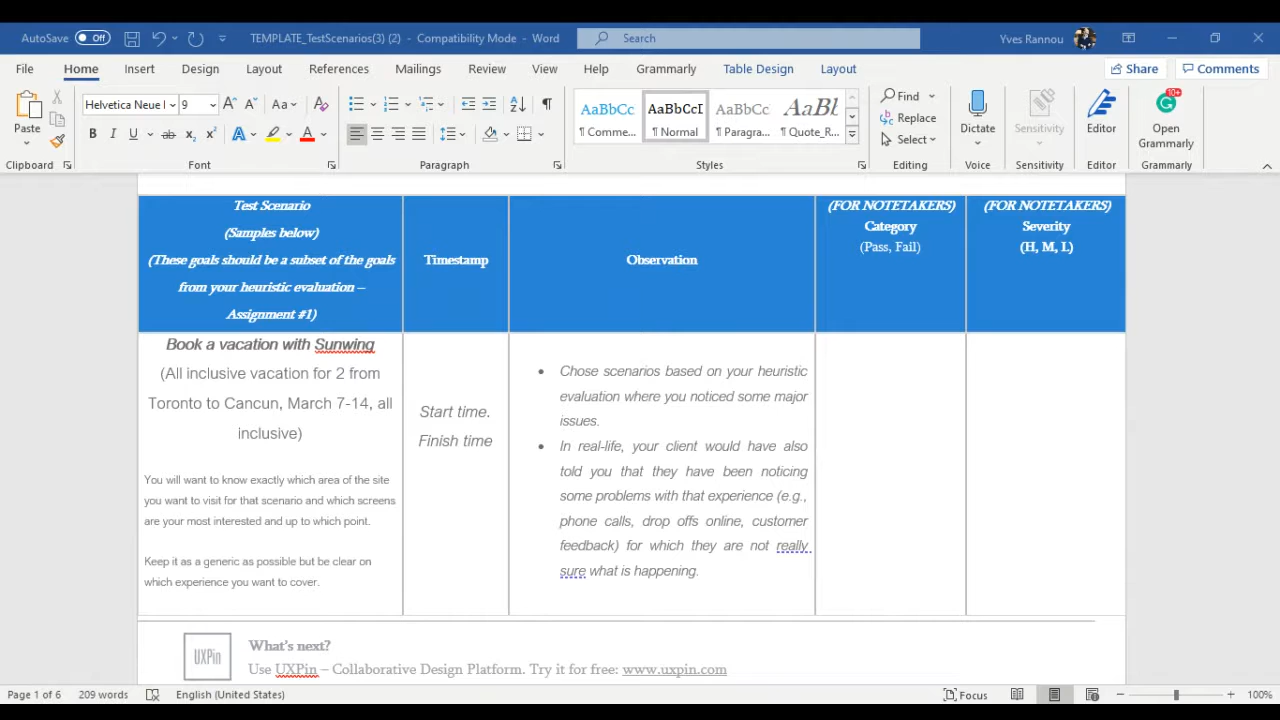 AutoSave Off TEMPLATE_TestScenarios(3) (2) - Compatibility Mode - Word Search Yves Rannou
File Home Insert Design Layout References Mailings Review View Help Grammarly Table Design Layout Share Comments
Paste
Clipboard
Helvetica Neue 9
Font
Paragraph
AaBbCc AaBbCcI AaBbCc AaBl
¶ Comme... ¶ Normal ¶ Paragra... ¶ Quote_R...
Styles
Find
Replace
Select
Editing
Dictate
Voice
Sensitivity
Sensitivity
Editor
Editor
10+
Open
Grammarly
Grammarly
Test Scenario
(Samples below)
(These goals should be a subset of the goals
from your heuristic evaluation –
Assignment #1)
Timestamp
Observation
(FOR NOTETAKERS)
Category
(Pass, Fail)
(FOR NOTETAKERS)
Severity
(H, M, L)
Book a vacation with Sunwing
(All inclusive vacation for 2 from
Toronto to Cancun, March 7-14, all
inclusive)
You will want to know exactly which area of the site
you want to visit for that scenario and which screens
are your most interested and up to which point.
Keep it as a generic as possible but be clear on
which experience you want to cover.
Start time.
Finish time
• Chose scenarios based on your heuristic
evaluation where you noticed some major
issues.
• In real-life, your client would have also
told you that they have been noticing
some problems with that experience (e.g.,
phone calls, drop offs online, customer
feedback) for which they are not really
sure what is happening.
UXPin
What's next?
Use UXPin – Collaborative Design Platform. Try it for free: www.uxpin.com
Page 1 of 6 209 words English (United States) Focus 100%